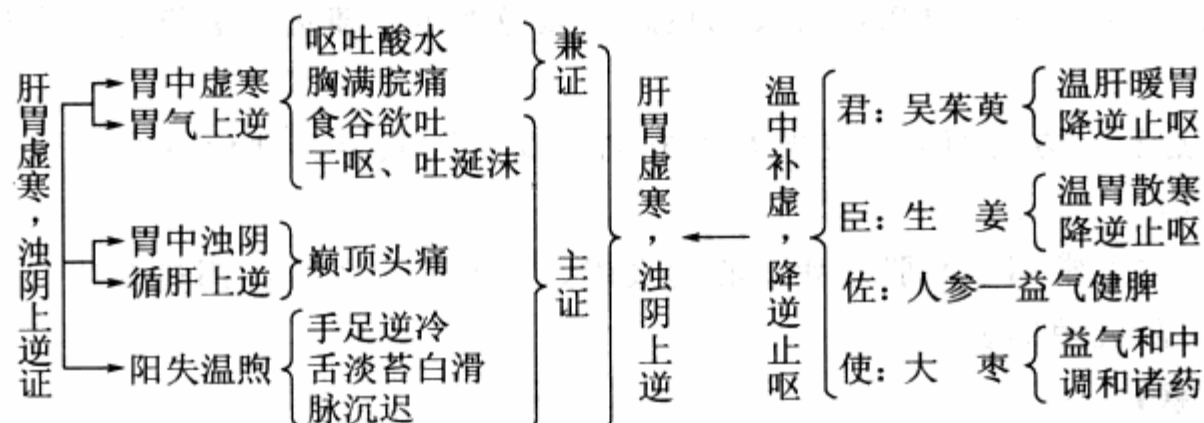 肝胃虚寒，浊阴上逆证
胃中虚寒
胃气上逆
呕吐酸水
胸满脘痛
食谷欲吐
干呕、吐涎沫
胃中浊阴
循肝上逆
巅顶头痛
阳失温煦
手足逆冷
舌淡苔白滑
脉沉迟
兼证
主证
肝胃虚寒，浊阴上逆
温中补虚，降逆止呕
君：吴茱萸
温肝暖胃
降逆止呕
臣：生姜
温胃散寒
降逆止呕
佐：人参—益气健脾
使：大枣
益气和中
调和诸药